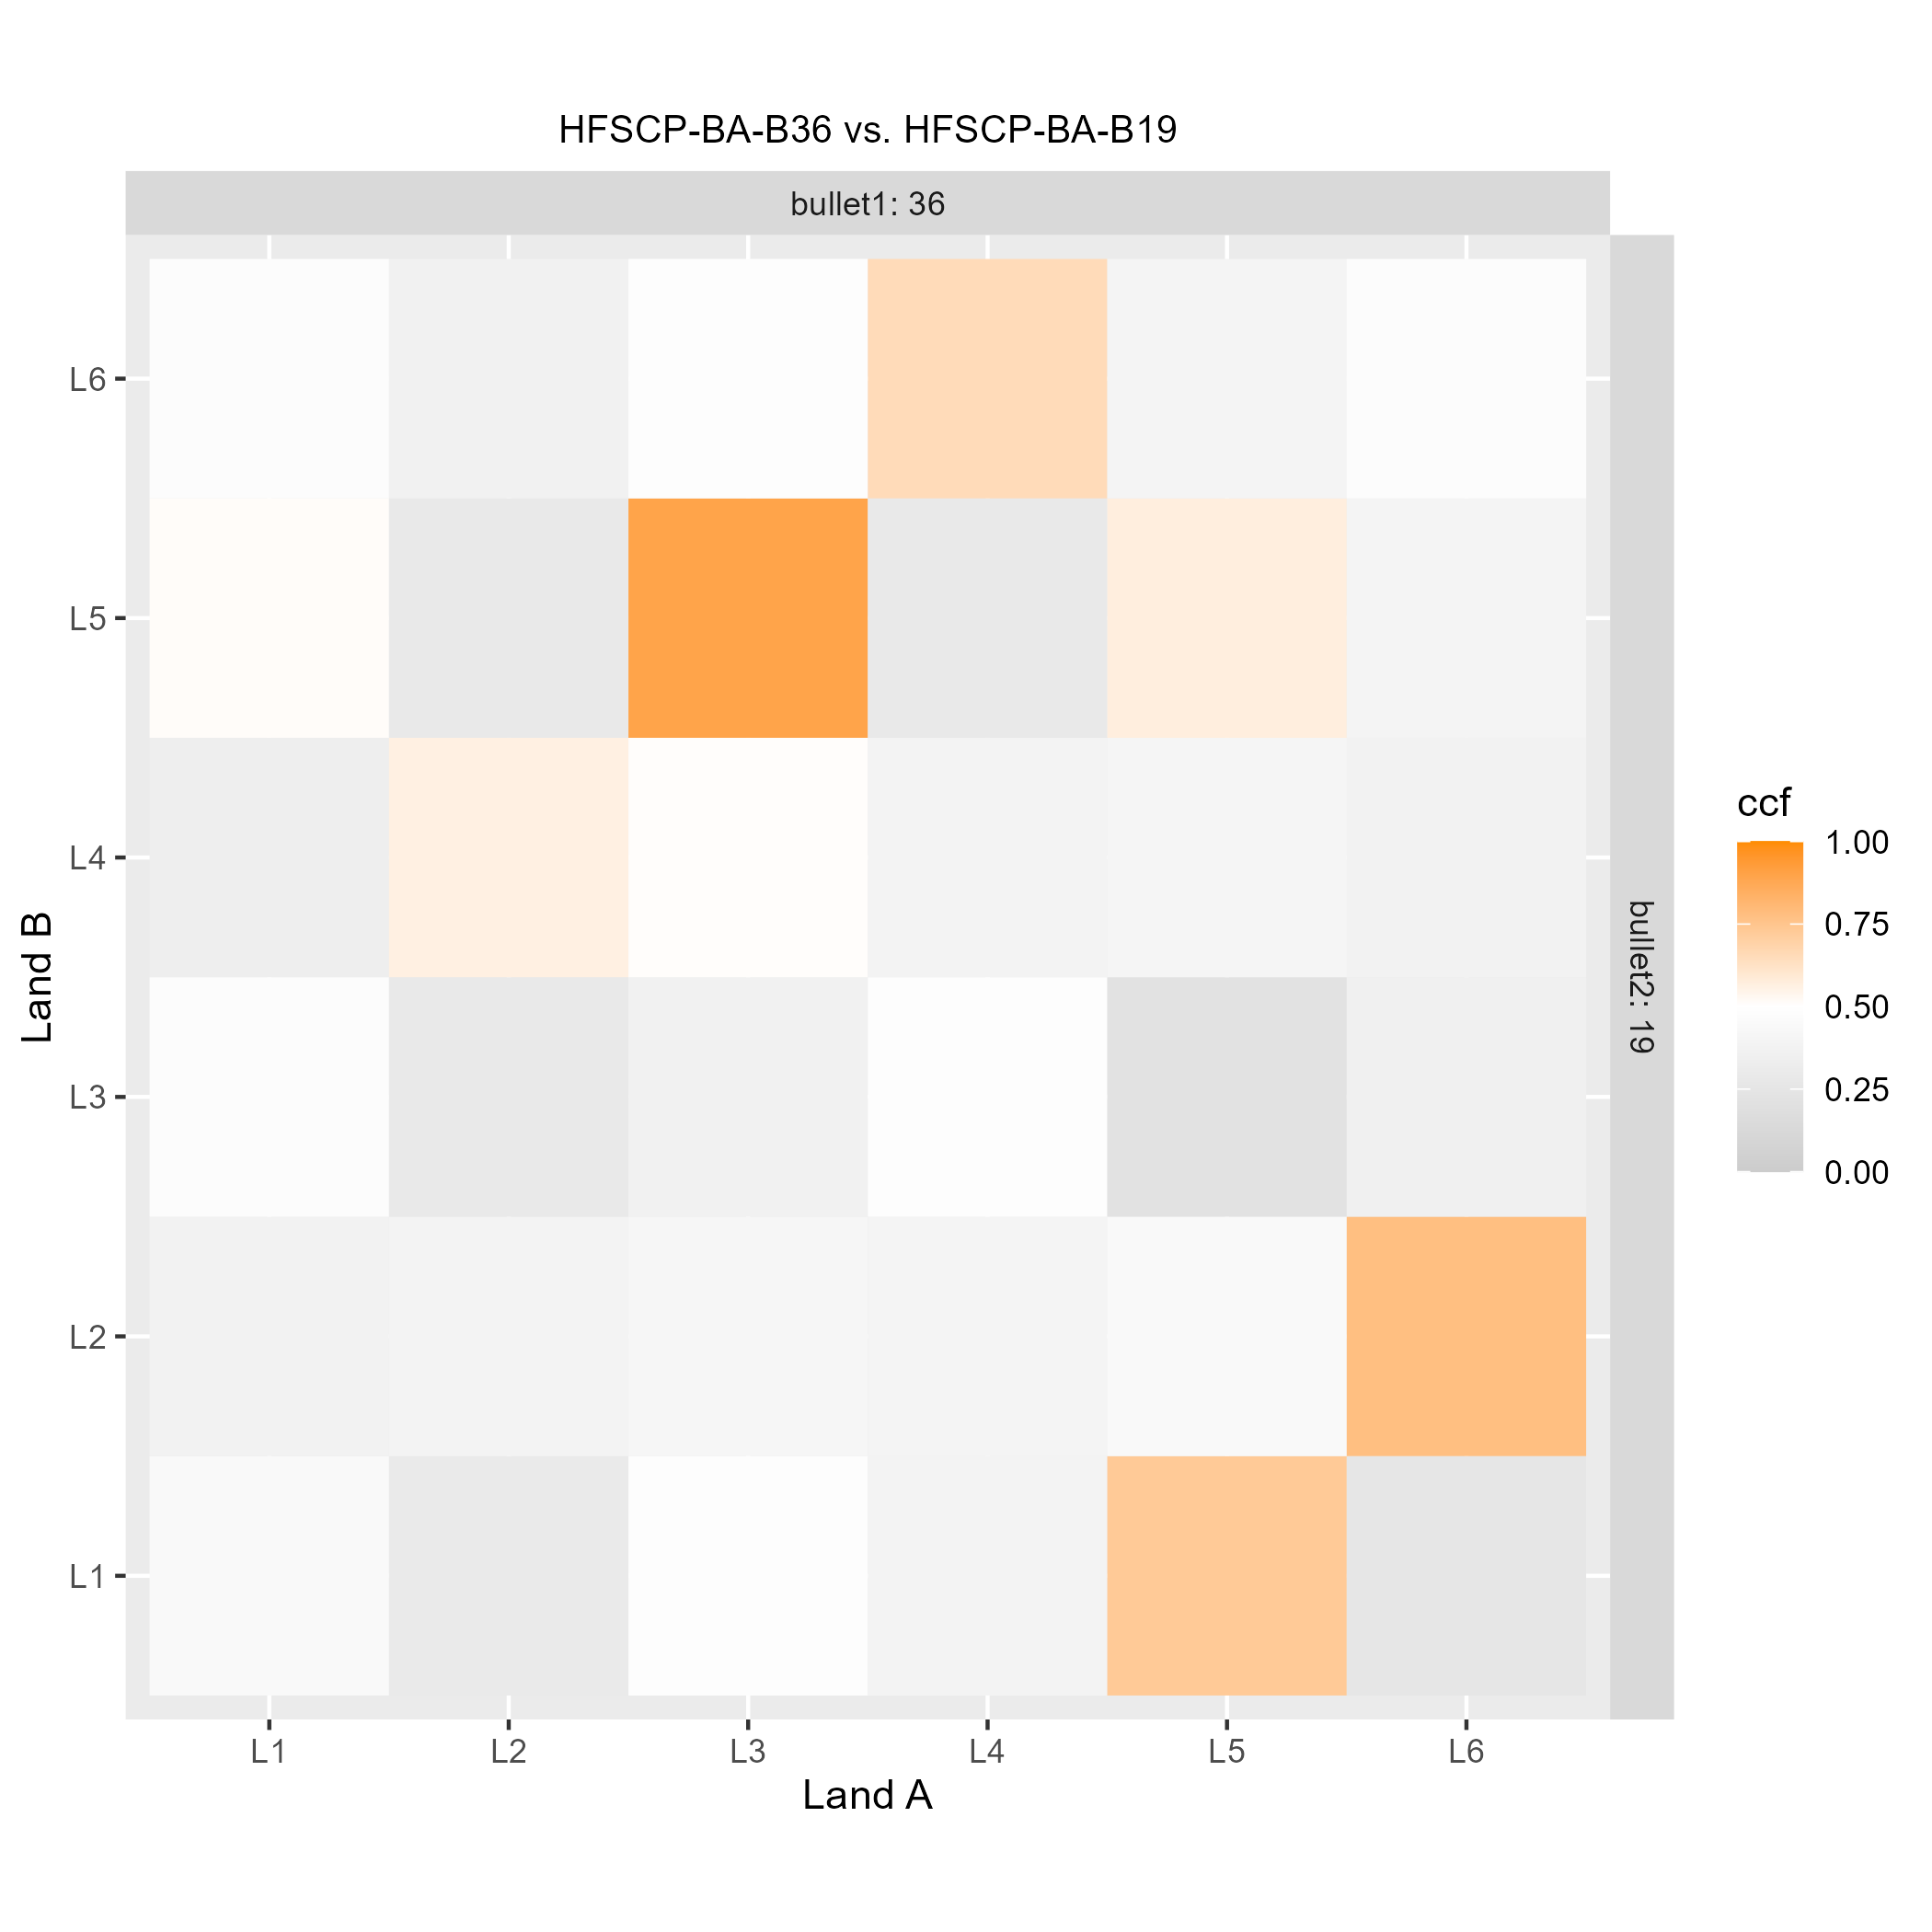 HFSCP-BA-B36 vs. HFSCP-BA-B19
bullet1: 36
L6
L5
L4
L3
L2
L1
Land B
bullet2: 19
L1 L2 L3 L4 L5 L6
Land A
ccf
1.00
0.75
0.50
0.25
0.00